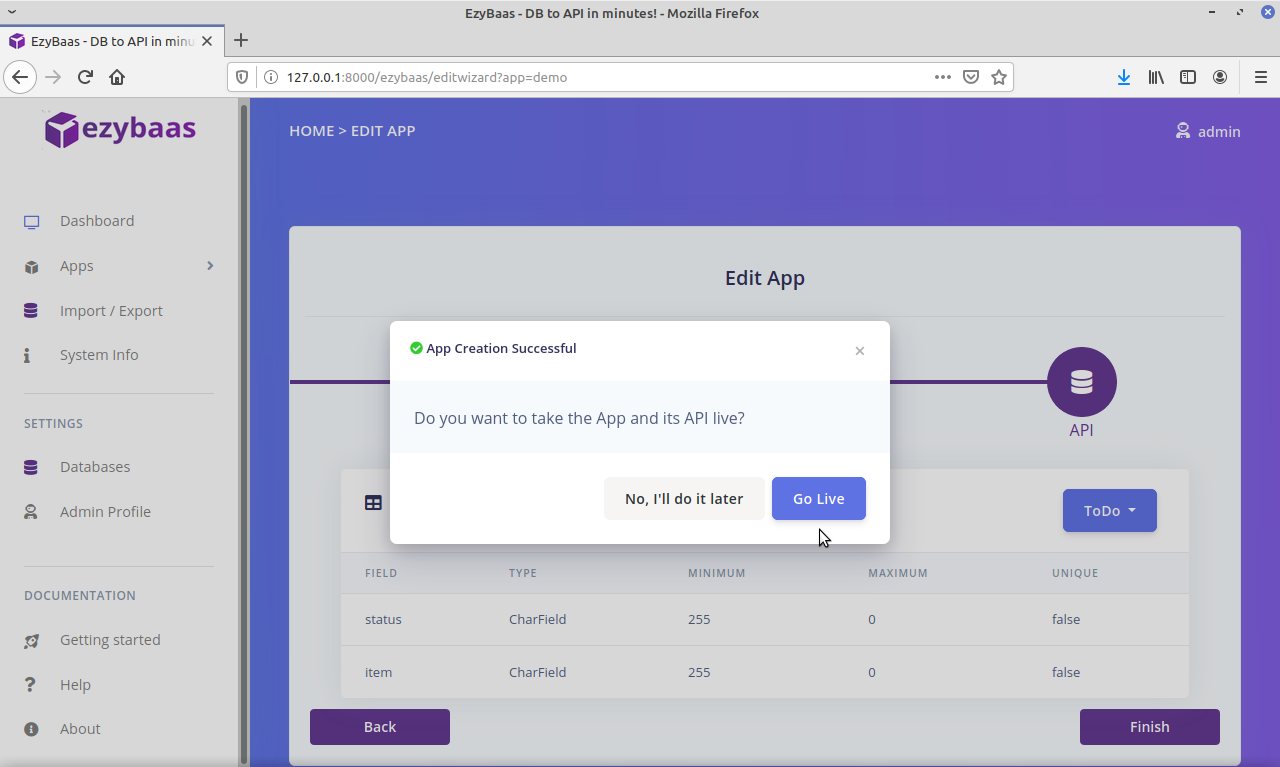 EzyBaas - DB to API in minutes! - Mozilla Firefox
EzyBaas - DB to API in minu
127.0.0.1:8000/ezybaas/editwizard?app=demo
ezybaas
HOME > EDIT APP
admin
Dashboard
Apps
Import / Export
System Info
SETTINGS
Databases
Admin Profile
DOCUMENTATION
Getting started
Help
About
Edit App
API
App Creation Successful
×
Do you want to take the App and its API live?
No, I'll do it later
Go Live
ToDo
FIELD TYPE MINIMUM MAXIMUM UNIQUE
status CharField 255 0 false
item CharField 255 0 false
Back
Finish